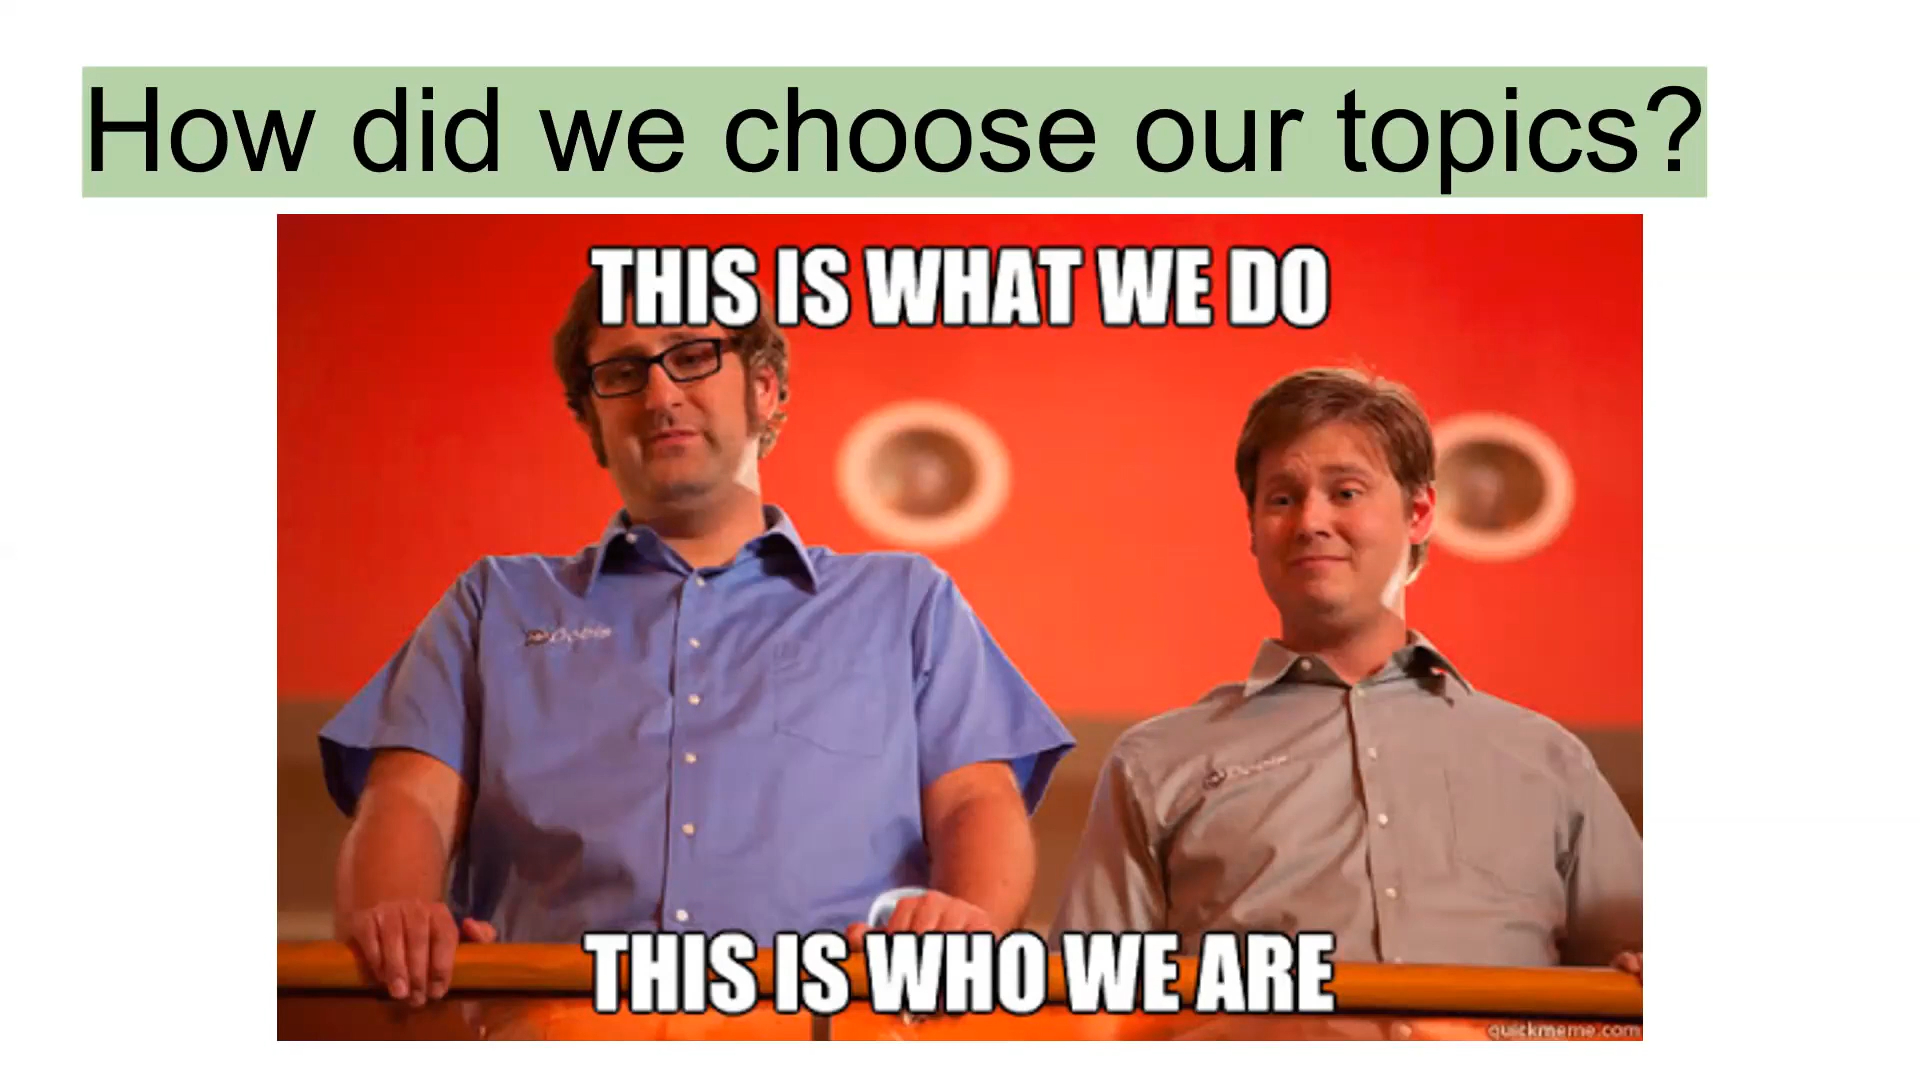 How did we choose our topics?
THIS IS WHAT WE DO
THIS IS WHO WE ARE
quickmeme.com